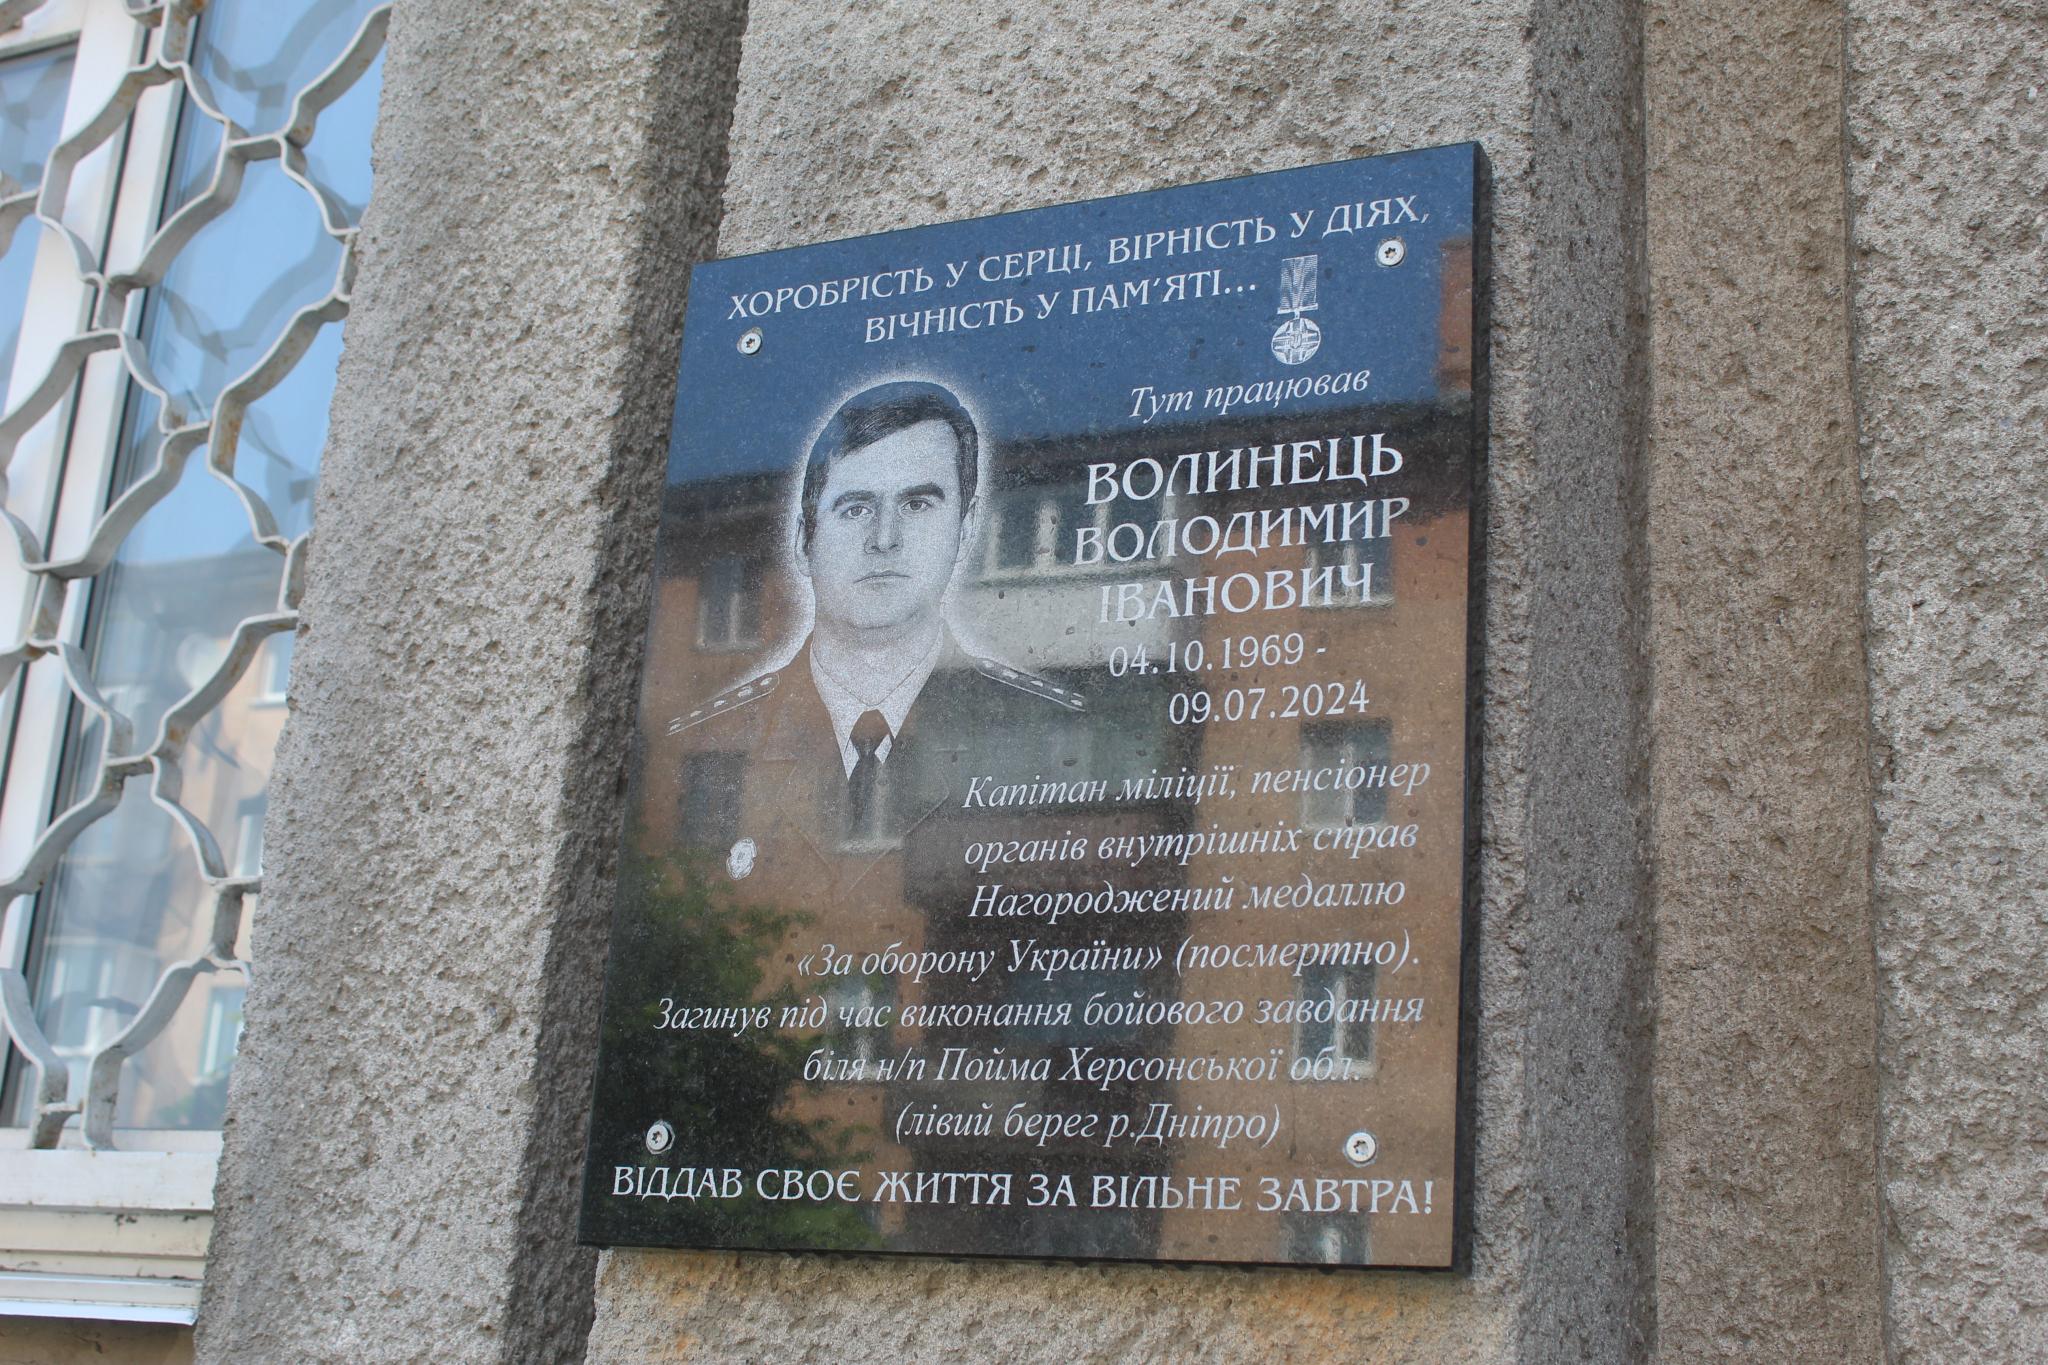 ХОРОБРІСТЬ У СЕРЦІ, ВІРНІСТЬ У ДІЯХ,
ВІЧНІСТЬ У ПАМ'ЯТІ...
Тут працював
ВОЛИНЕЦЬ
ВОЛОДИМИР
ІВАНОВИЧ
04.10.1969 -
09.07.2024
Капітан міліції, пенсіонер
органів внутрішніх справ
Нагороджений медаллю
«За оборону України» (посмертно).
Загинув під час виконання бойового завдання
біля н/п Пойма Херсонської обл.
(лівий берег р.Дніпро)
ВІДДАВ СВОЄ ЖИТТЯ ЗА ВІЛЬНЕ ЗАВТРА!